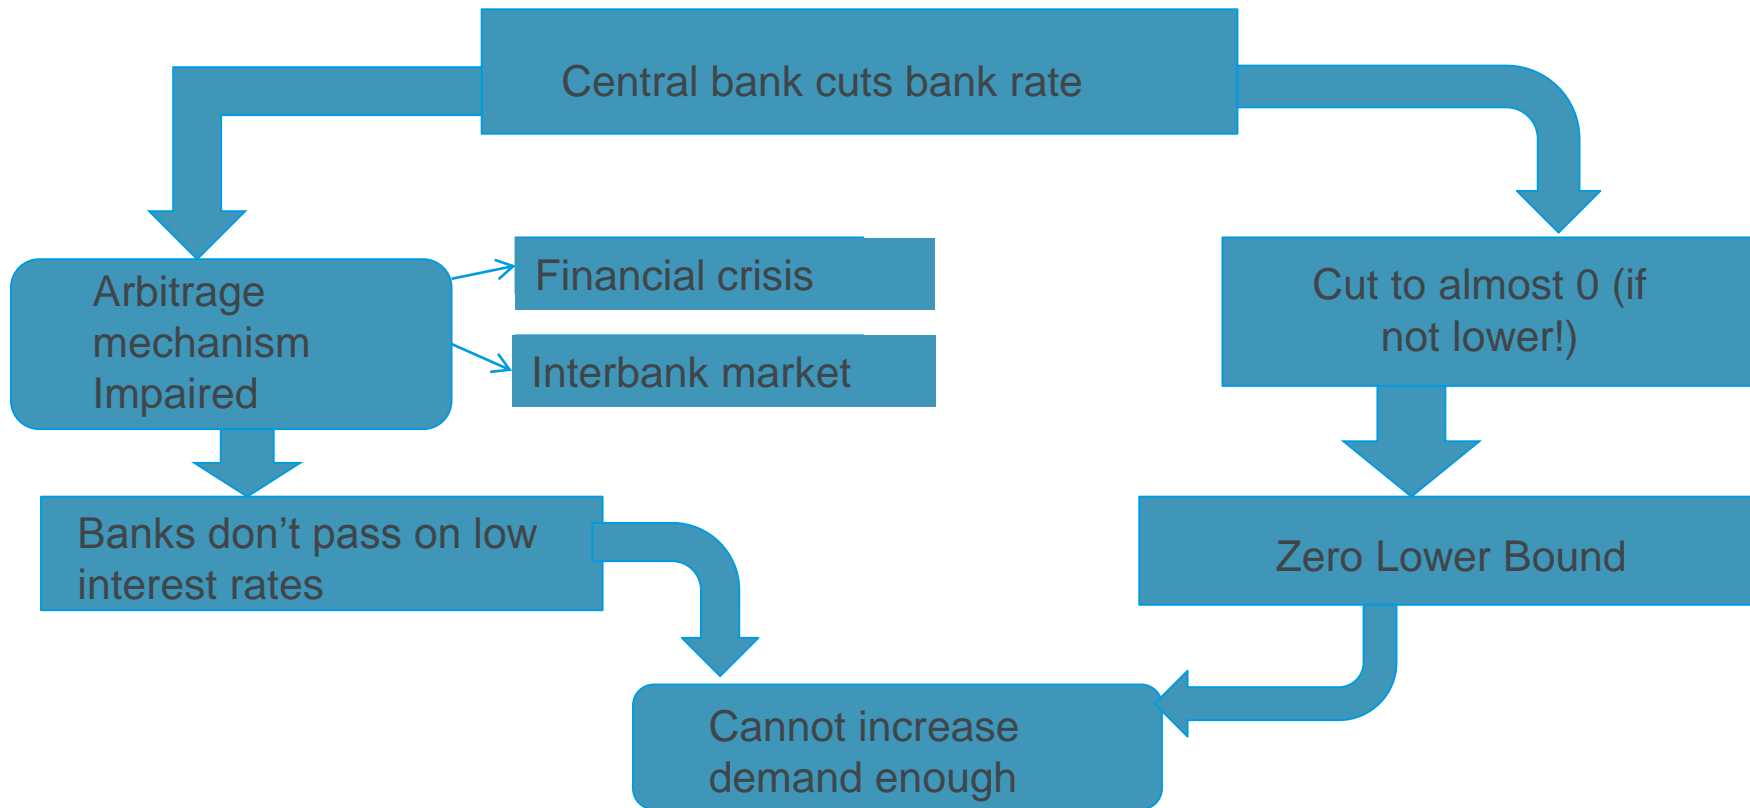 Central bank cuts bank rate
Arbitrage
mechanism
Impaired
Financial crisis
Interbank market
Cut to almost 0 (if
not lower!)
Banks don’t pass on low
interest rates
Zero Lower Bound
Cannot increase
demand enough